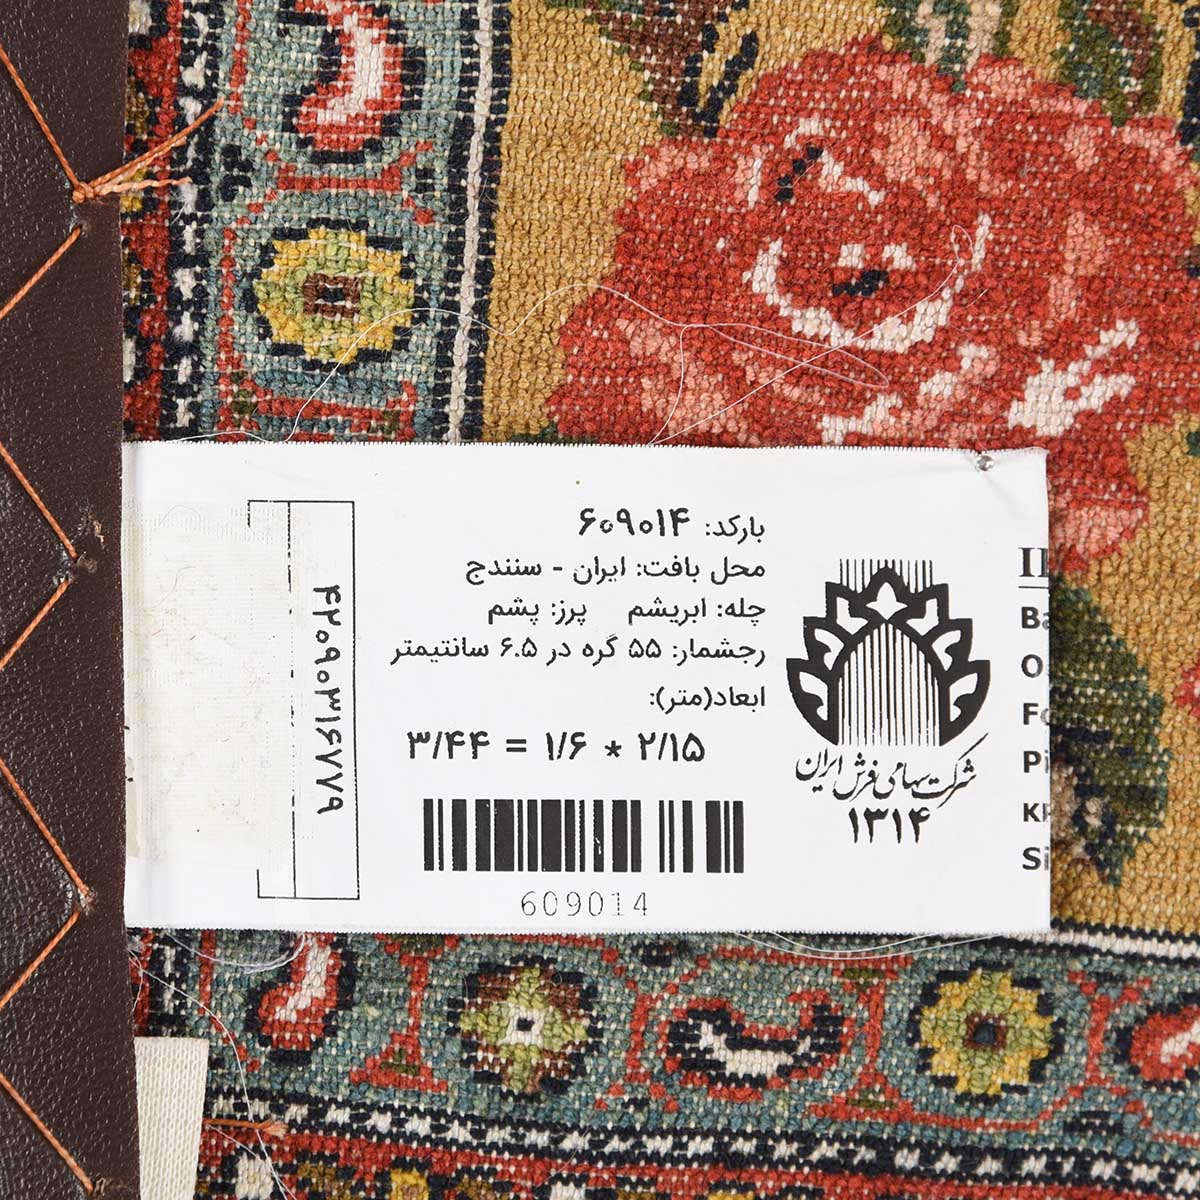 بارکد: ۶۰۹۰۱۴
محل بافت: ایران - سنندج
چله: ابریشم پرز: پشم
رجشمار: ۵۵ گره در ۶.۵ سانتیمتر
ابعاد(متر):
۳/۴۴ = ۱/۶ * ۲/۱۵
609014
شرکت سهامی فرش ایران
۱۳۱۴
۴۲۰۹۰۳۱۶۷۷۹
Ba
O
Fo
Pi
Si